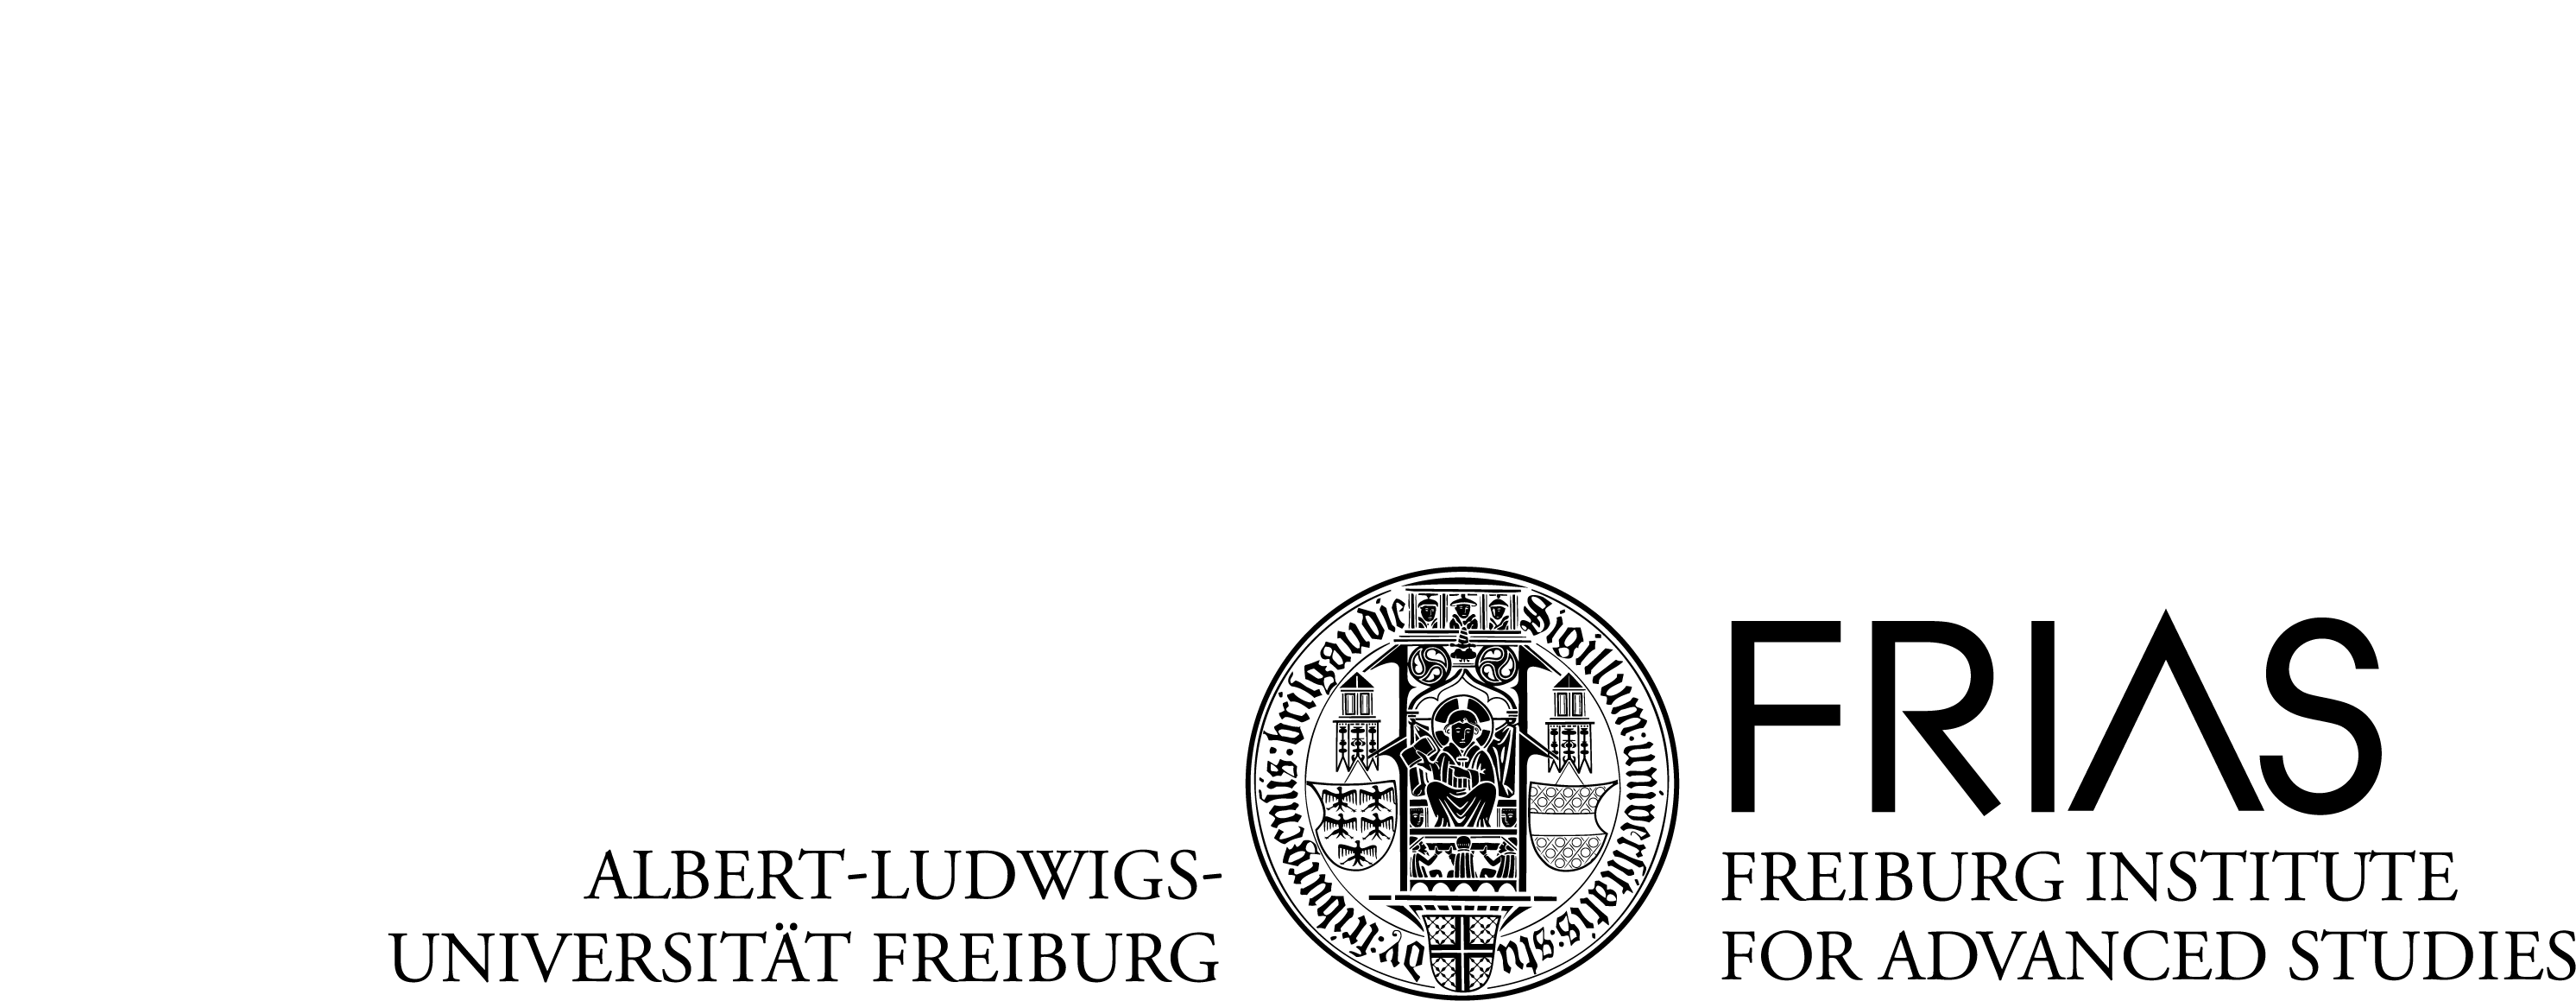 ALBERT-LUDWIGS-
UNIVERSITÄT FREIBURG
FRIAS
FREIBURG INSTITUTE
FOR ADVANCED STUDIES